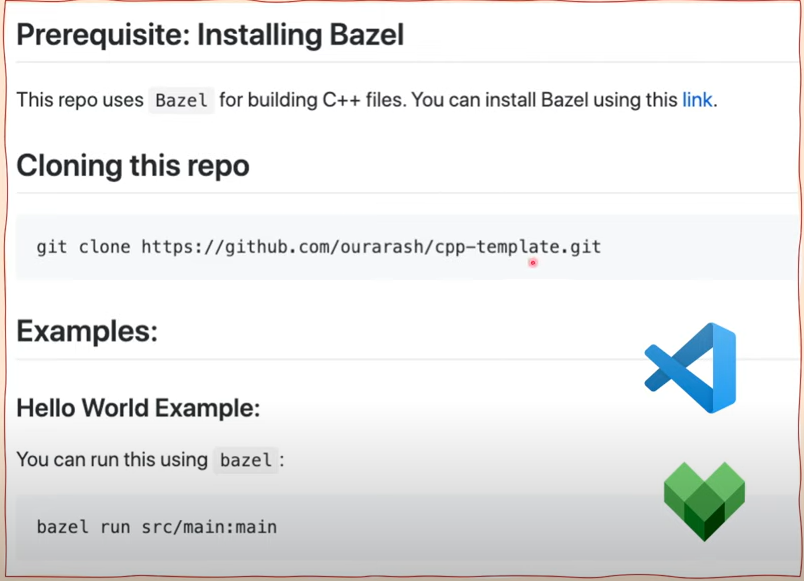 Prerequisite: Installing Bazel
This repo uses Bazel for building C++ files. You can install Bazel using this link.
Cloning this repo
git clone https://github.com/ourarash/cpp-template.git
Examples:
Hello World Example:
You can run this using bazel :
bazel run src/main:main